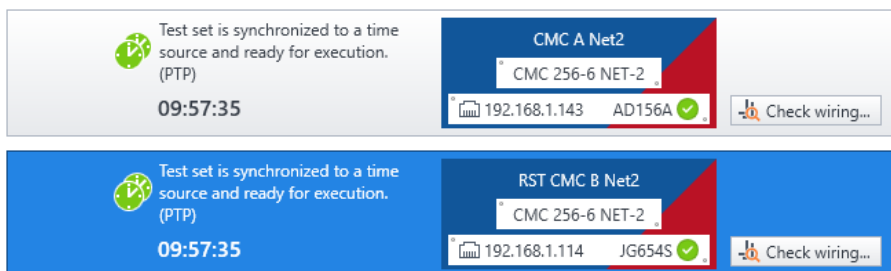 Test set is synchronized to a time
source and ready for execution.
(PTP)
09:57:35
CMC A Net2
CMC 256-6 NET-2
192.168.1.143 AD156A
Check wiring...
Test set is synchronized to a time
source and ready for execution.
(PTP)
09:57:35
RST CMC B Net2
CMC 256-6 NET-2
192.168.1.114 JG654S
Check wiring...